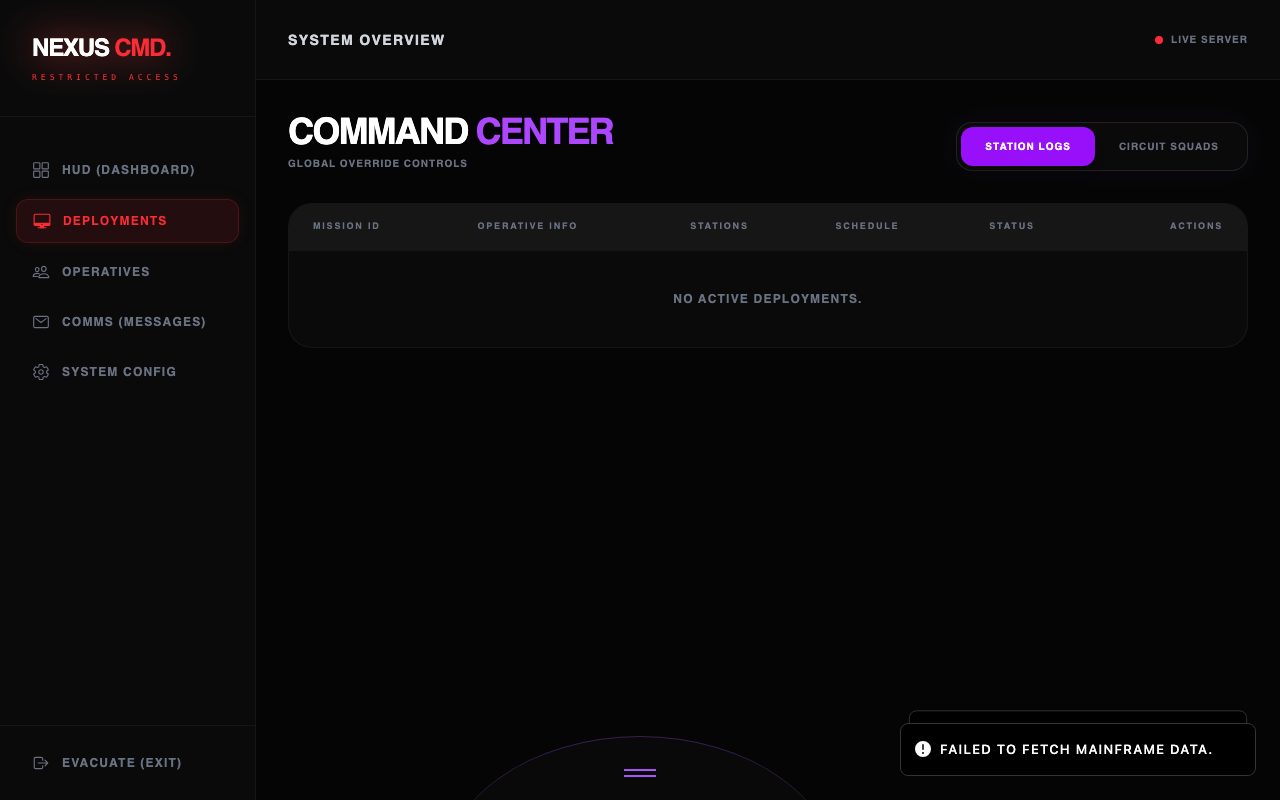 NEXUS CMD.
RESTRICTED ACCESS
HUD (DASHBOARD)
DEPLOYMENTS
OPERATIVES
COMMS (MESSAGES)
SYSTEM CONFIG
EVACUATE (EXIT)
SYSTEM OVERVIEW
LIVE SERVER
COMMAND CENTER
GLOBAL OVERRIDE CONTROLS
STATION LOGS
CIRCUIT SQUADS
MISSION ID
OPERATIVE INFO
STATIONS
SCHEDULE
STATUS
ACTIONS
NO ACTIVE DEPLOYMENTS.
FAILED TO FETCH MAINFRAME DATA.